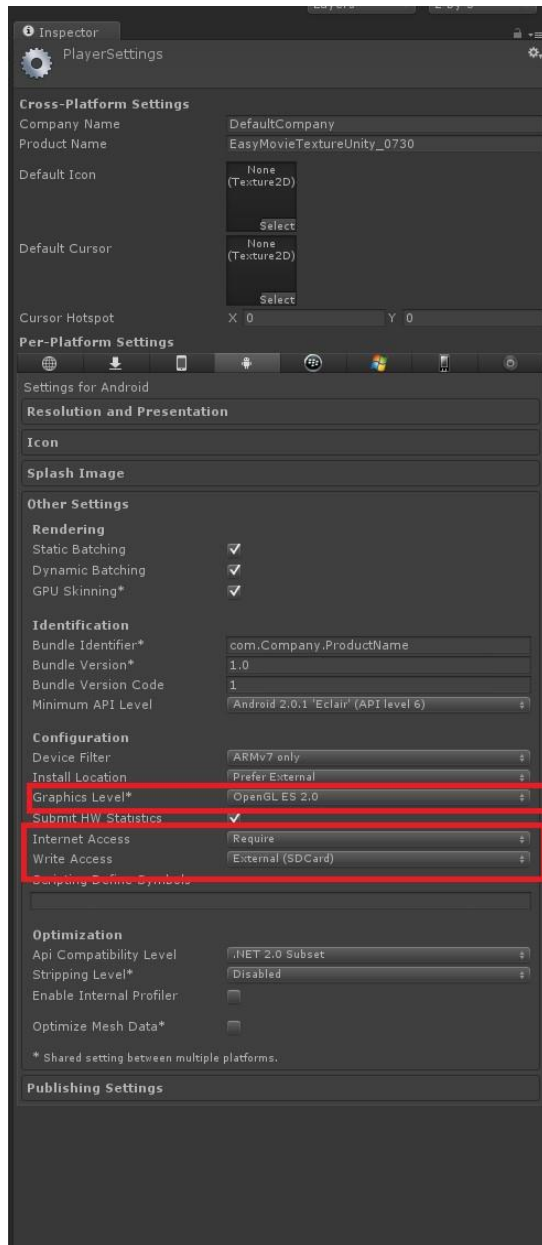 Inspector
PlayerSettings
Cross-Platform Settings
Company Name DefaultCompany
Product Name EasyMovieTextureUnity_0730
Default Icon None
(Texture2D)
Select
Default Cursor None
(Texture2D)
Select
Cursor Hotspot X 0 Y 0
Per-Platform Settings
Settings for Android
Resolution and Presentation
Icon
Splash Image
Other Settings
Rendering
Static Batching
Dynamic Batching
GPU Skinning*
Identification
Bundle Identifier* com.Company.ProductName
Bundle Version* 1.0
Bundle Version Code 1
Minimum API Level Android 2.0.1 'Eclair' (API level 6)
Configuration
Device Filter ARMv7 only
Install Location Prefer External
Graphics Level* OpenGL ES 2.0
Submit HW Statistics
Internet Access Require
Write Access External (SDCard)
Scripting Define Symbols
Optimization
Api Compatibility Level .NET 2.0 Subset
Stripping Level* Disabled
Enable Internal Profiler
Optimize Mesh Data*
* Shared setting between multiple platforms.
Publishing Settings